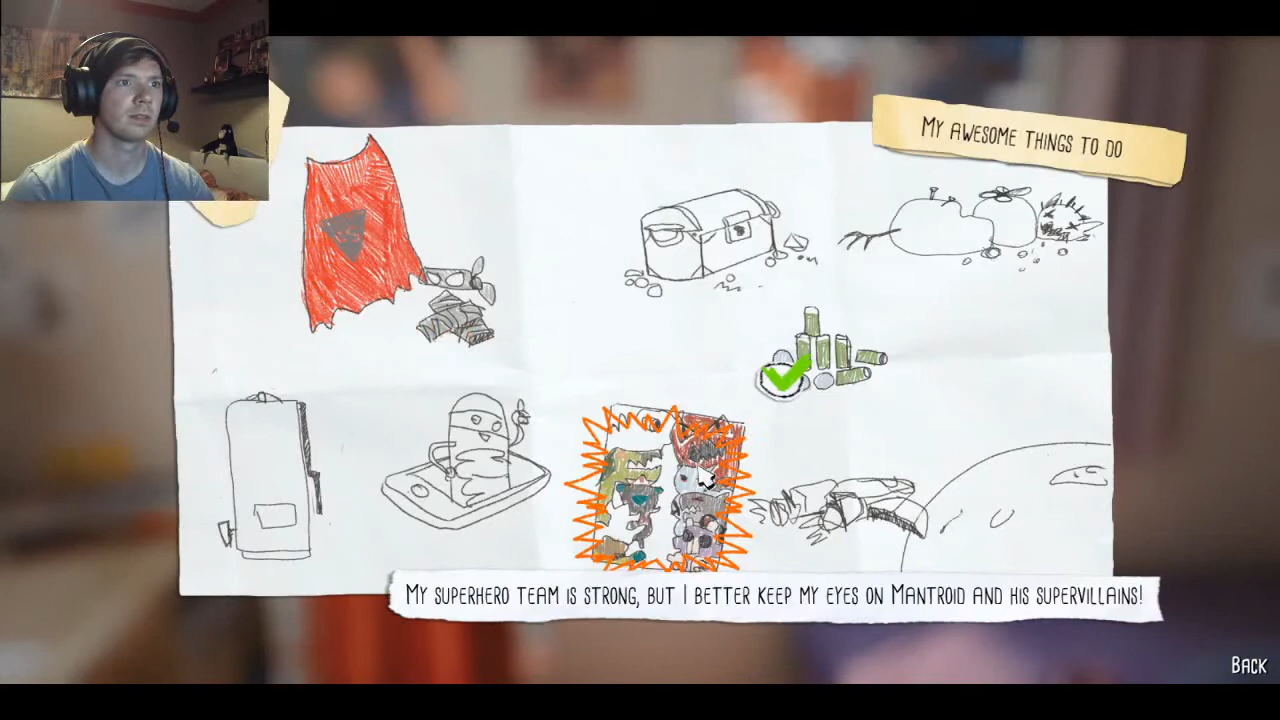 My awesome things to do
My superhero team is strong, but I better keep my eyes on Mantroid and his supervillains!
Back